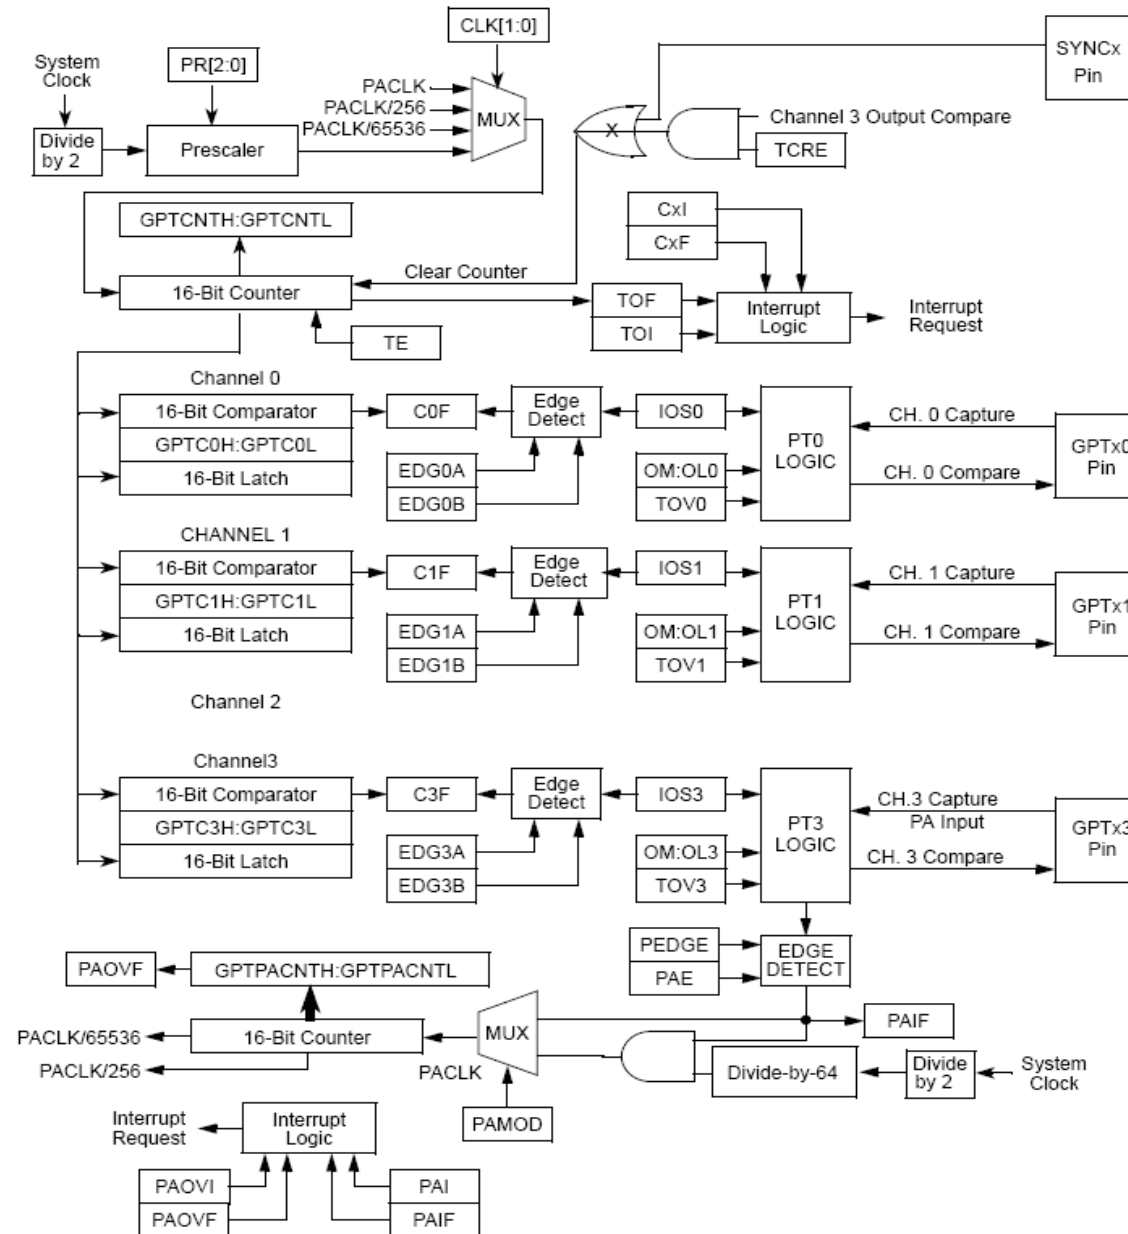 CLK[1:0]
SYNCx
Pin
System
Clock
PR[2:0]
PACLK
PACLK/256
PACLK/65536
MUX
X
Channel 3 Output Compare
TCRE
Divide
by 2
Prescaler
GPTCNTH:GPTCNTL
CxI
CxF
Clear Counter
16-Bit Counter
TOF
TOI
Interrupt
Logic
Interrupt
Request
TE
Channel 0
16-Bit Comparator
GPTC0H:GPTC0L
16-Bit Latch
C0F
Edge
Detect
IOS0
EDG0A
EDG0B
OM:OL0
TOV0
PT0
LOGIC
CH. 0 Capture
CH. 0 Compare
GPTx0
Pin
CHANNEL 1
16-Bit Comparator
GPTC1H:GPTC1L
16-Bit Latch
C1F
Edge
Detect
IOS1
EDG1A
EDG1B
OM:OL1
TOV1
PT1
LOGIC
CH. 1 Capture
CH. 1 Compare
GPTx1
Pin
Channel 2
Channel3
16-Bit Comparator
GPTC3H:GPTC3L
16-Bit Latch
C3F
Edge
Detect
IOS3
EDG3A
EDG3B
OM:OL3
TOV3
PT3
LOGIC
CH.3 Capture
PA Input
CH. 3 Compare
GPTx3
Pin
PEDGE
PAE
EDGE
DETECT
PAOVF
GPTPACNTH:GPTPACNTL
PAIF
PACLK/65536
16-Bit Counter
PACLK/256
MUX
PACLK
PAMOD
Divide-by-64
Divide
by 2
System
Clock
Interrupt
Request
Interrupt
Logic
PAOVI
PAOVF
PAI
PAIF